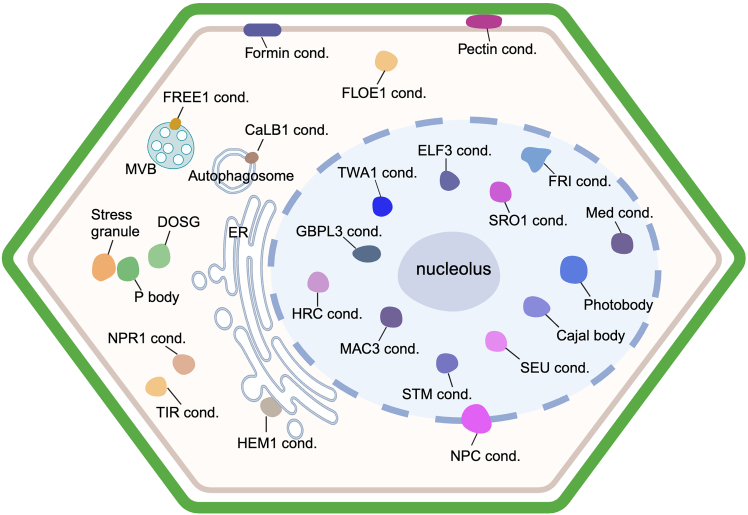 Formin cond.
Pectin cond.
FLOE1 cond.
FREE1 cond.
CaLB1 cond.
MVB
Autophagosome
ELF3 cond.
TWA1 cond.
FRI cond.
SRO1 cond.
Med cond.
Stress
granule
DOSG
ER
GBPL3 cond.
nucleolus
P body
Photobody
HRC cond.
Cajal body
NPR1 cond.
MAC3 cond.
SEU cond.
STM cond.
TIR cond.
HEM1 cond.
NPC cond.